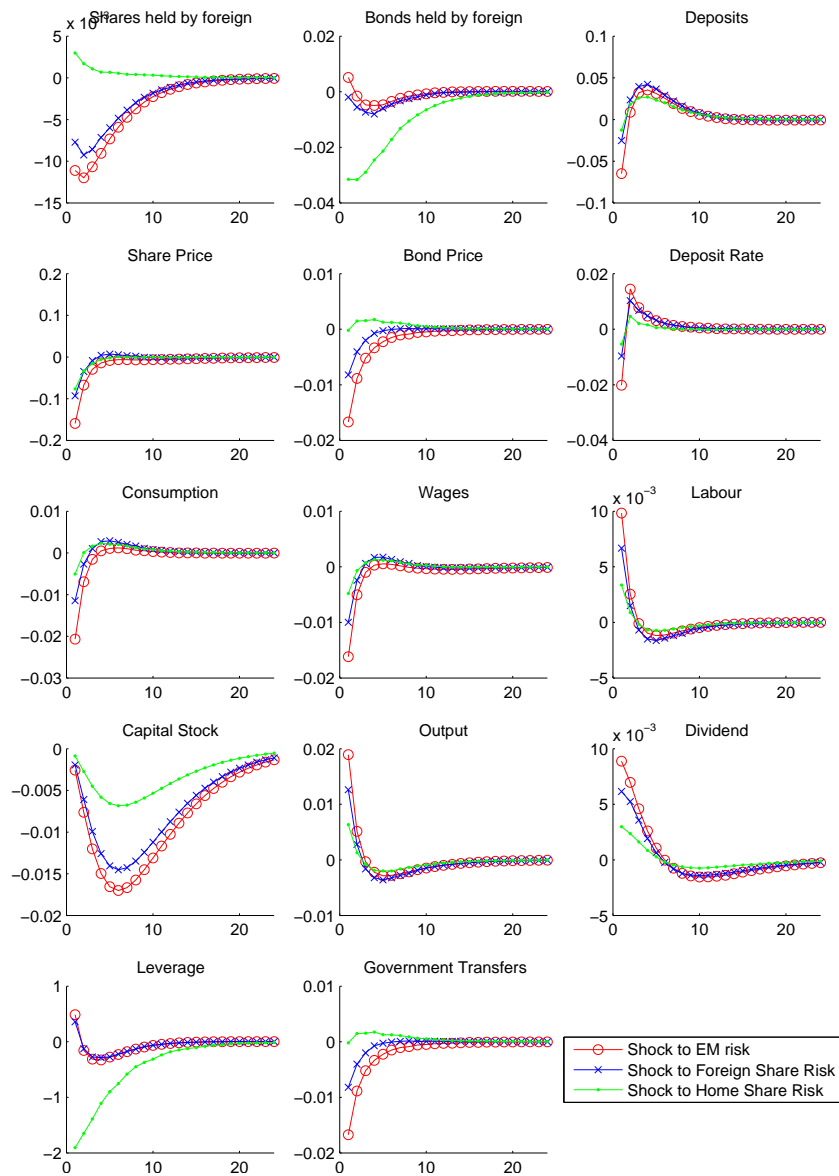 x 10⁻³
Shares held by foreign
5
0
−5
−10
−15
0 10 20
Bonds held by foreign
0.02
0
−0.02
−0.04
0 10 20
Deposits
0.1
0.05
0
−0.05
−0.1
0 10 20
Share Price
0.2
0.1
0
−0.1
−0.2
0 10 20
Bond Price
0.01
0
−0.01
−0.02
0 10 20
Deposit Rate
0.02
0
−0.02
−0.04
0 10 20
Consumption
0.01
0
−0.01
−0.02
−0.03
0 10 20
Wages
0.01
0
−0.01
−0.02
0 10 20
x 10⁻³
Labour
10
5
0
−5
0 10 20
Capital Stock
0
−0.005
−0.01
−0.015
−0.02
0 10 20
Output
0.02
0.01
0
−0.01
0 10 20
x 10⁻³
Dividend
10
5
0
−5
0 10 20
Leverage
1
0
−1
−2
0 10 20
Government Transfers
0.01
0
−0.01
−0.02
0 10 20
Shock to EM risk
Shock to Foreign Share Risk
Shock to Home Share Risk